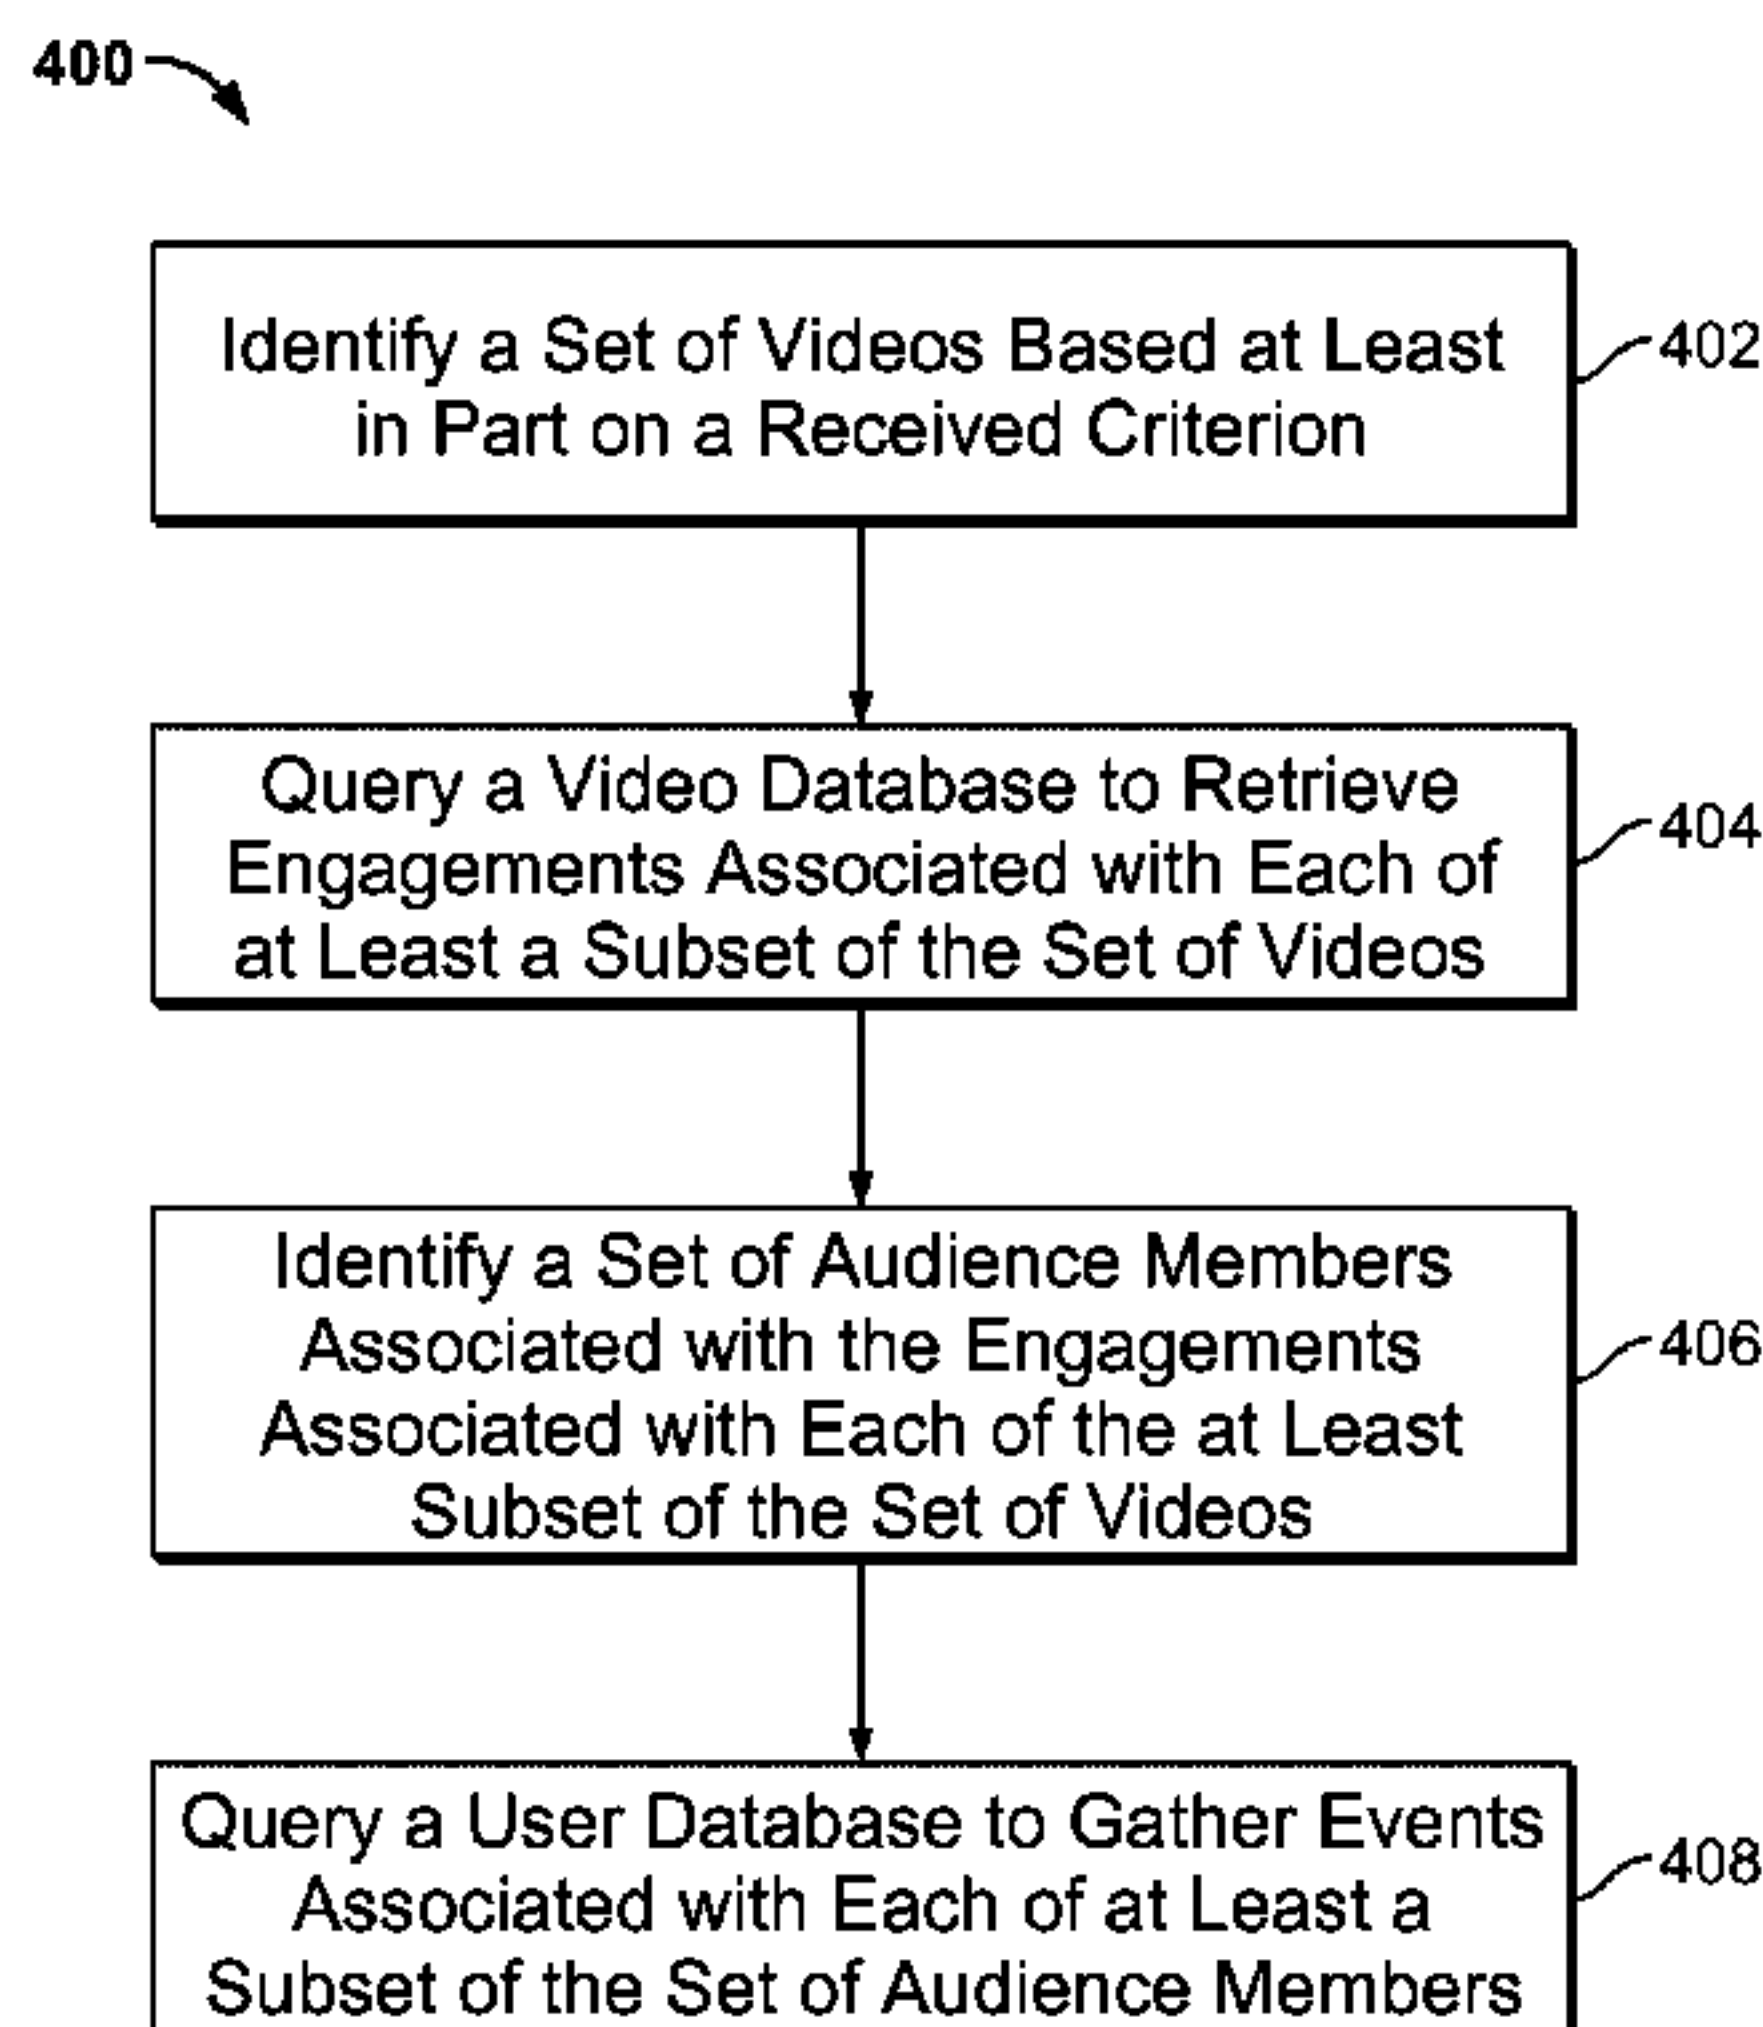 400
Identify a Set of Videos Based at Least
in Part on a Received Criterion
402
Query a Video Database to Retrieve
Engagements Associated with Each of
at Least a Subset of the Set of Videos
404
Identify a Set of Audience Members
Associated with the Engagements
Associated with Each of the at Least
Subset of the Set of Videos
406
Query a User Database to Gather Events
Associated with Each of at Least a
Subset of the Set of Audience Members
408